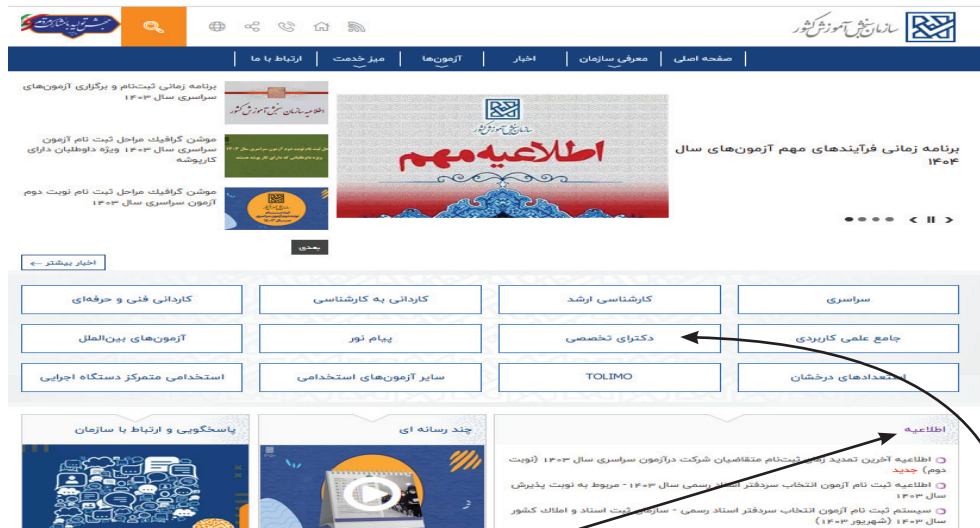 سازمان سنجش آموزش کشور
صفحه اصلی
معرفی سازمان
اخبار
آزمون‌ها
میز خدمت
ارتباط با ما
برنامه زمانی فرآیندهای مهم آزمون‌های سال
۱۴۰۴
سازمان سنجش آموزش کشور
اطلاعیه مهم
برنامه زمانی ثبت‌نام و برگزاری آزمون‌های
سراسری سال ۱۴۰۳
اطلاعیه سازمان سنجش آموزش کشور
موشن گرافیک مراحل ثبت نام آزمون
سراسری سال ۱۴۰۳ ویژه داوطلبان دارای
کارپوشه
موشن گرافیک مراحل ثبت نام نوبت دوم
آزمون سراسری سال ۱۴۰۳
بعدی
اخبار بیشتر
سراسری
کارشناسی ارشد
کاردانی به کارشناسی
کاردانی فنی و حرفه‌ای
جامع علمی کاربردی
دکترای تخصصی
پیام نور
آزمون‌های بین‌الملل
استعدادهای درخشان
TOLIMO
سایر آزمون‌های استخدامی
استخدامی متمرکز دستگاه اجرایی
اطلاعیه
اطلاعیه آخرین تمدید زمان ثبت‌نام متقاضیان شرکت درآزمون سراسری سال ۱۴۰۳ (نوبت
دوم) جدید
اطلاعیه ثبت نام آزمون انتخاب سردفتر اسناد رسمی سال ۱۴۰۳- مربوط به نوبت پذیرش
سال ۱۴۰۳
سیستم ثبت نام آزمون انتخاب سردفتر اسناد رسمی - سازمان ثبت اسناد و املاک کشور
سال ۱۴۰۳ (شهریور ۱۴۰۳)
چند رسانه ای
پاسخگویی و ارتباط با سازمان